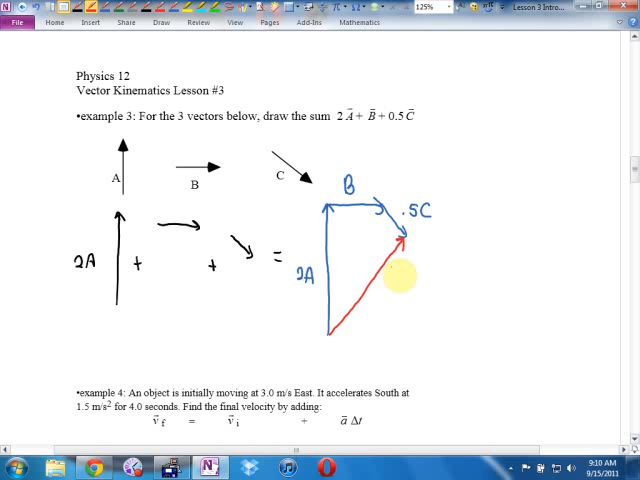 File Home Insert Draw Review View Pages Add-Ins Mathematics
125%
Lesson 3 Intro...
Physics 12
Vector Kinematics Lesson #3
•example 3: For the 3 vectors below, draw the sum 2A⃗ + B⃗ + 0.5C⃗
A B C
B
.5C
2A + + = 2A
•example 4: An object is initially moving at 3.0 m/s East. It accelerates South at
1.5 m/s² for 4.0 seconds. Find the final velocity by adding:
v⃗f = v⃗i + a⃗ Δt
9:10 AM
9/15/2011